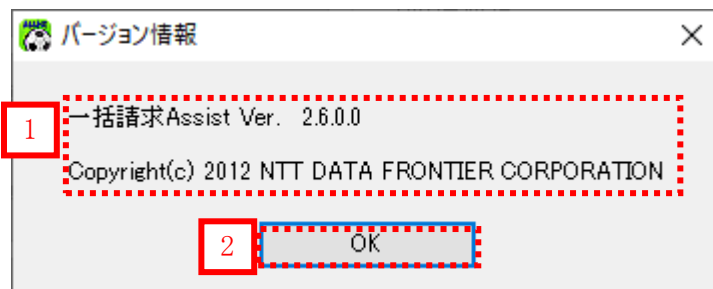 バージョン情報
1
一括請求Assist Ver. 2.6.0.0
Copyright(c) 2012 NTT DATA FRONTIER CORPORATION
2
OK